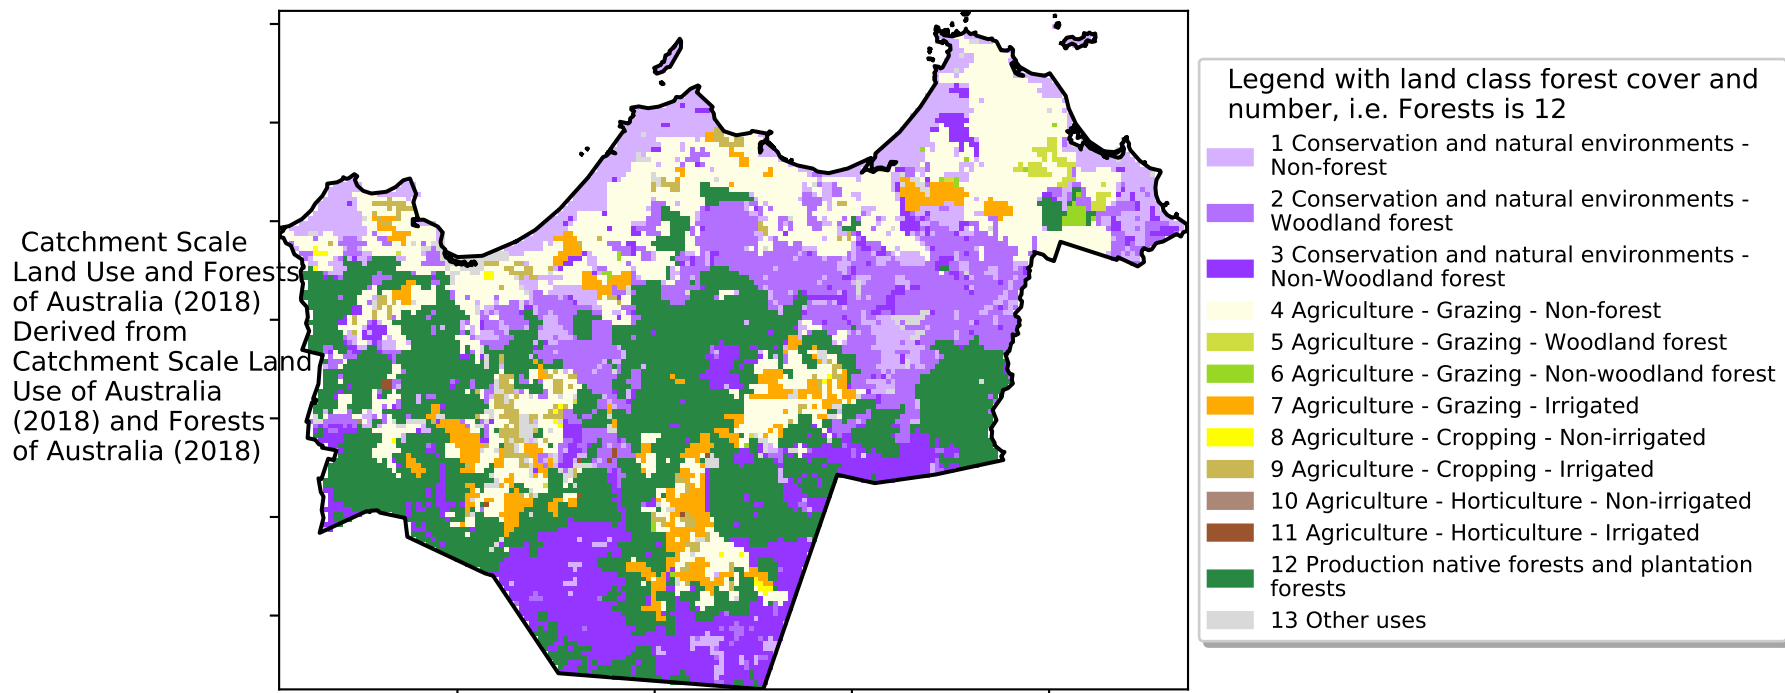 Catchment Scale
Land Use and Forests
of Australia (2018)
Derived from
Catchment Scale Land
Use of Australia
(2018) and Forests
of Australia (2018)
Legend with land class forest cover and
number, i.e. Forests is 12
1 Conservation and natural environments -
Non-forest
2 Conservation and natural environments -
Woodland forest
3 Conservation and natural environments -
Non-Woodland forest
4 Agriculture - Grazing - Non-forest
5 Agriculture - Grazing - Woodland forest
6 Agriculture - Grazing - Non-woodland forest
7 Agriculture - Grazing - Irrigated
8 Agriculture - Cropping - Non-irrigated
9 Agriculture - Cropping - Irrigated
10 Agriculture - Horticulture - Non-irrigated
11 Agriculture - Horticulture - Irrigated
12 Production native forests and plantation
forests
13 Other uses